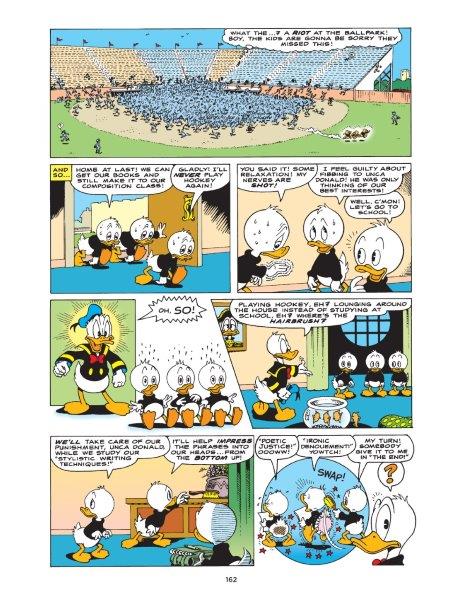 WHAT THE...? A RIOT AT THE BALLPARK!
BOY, THE KIDS ARE GONNA BE SORRY THEY
MISSED THIS!
AND
SO...
HOME AT LAST! WE CAN
GET OUR BOOKS AND
STILL MAKE IT TO OUR
COMPOSITION CLASS!
GLADLY! I'LL
NEVER PLAY
HOOKEY
AGAIN!
YOU SAID IT! SOME
RELAXATION! MY
NERVES ARE
SHOT!
I FEEL GUILTY ABOUT
FIBBING TO UNCA
DONALD! HE WAS ONLY
THINKING OF OUR
BEST INTERESTS!
WELL, C'MON!
LET'S GO TO
SCHOOL!
OH, SO!
PLAYING HOOKEY, EH? LOUNGING AROUND
THE HOUSE INSTEAD OF STUDYING AT
SCHOOL, EH? WHERE'S THE
HAIRBRUSH?
WE'LL TAKE CARE OF OUR
PUNISHMENT, UNCA DONALD,
WHILE WE STUDY OUR
"STYLISTIC WRITING
TECHNIQUES!"
IT'LL HELP IMPRESS
THE PHRASES INTO
OUR HEADS...FROM
THE BOTTOM UP!
"POETIC
JUSTICE!"
OOOWW!
"IRONIC
DENOUEMENT!"
YOWTCH!
MY TURN!
SOMEBODY
GIVE IT TO ME
IN "THE END!"
SWAP!
?
162